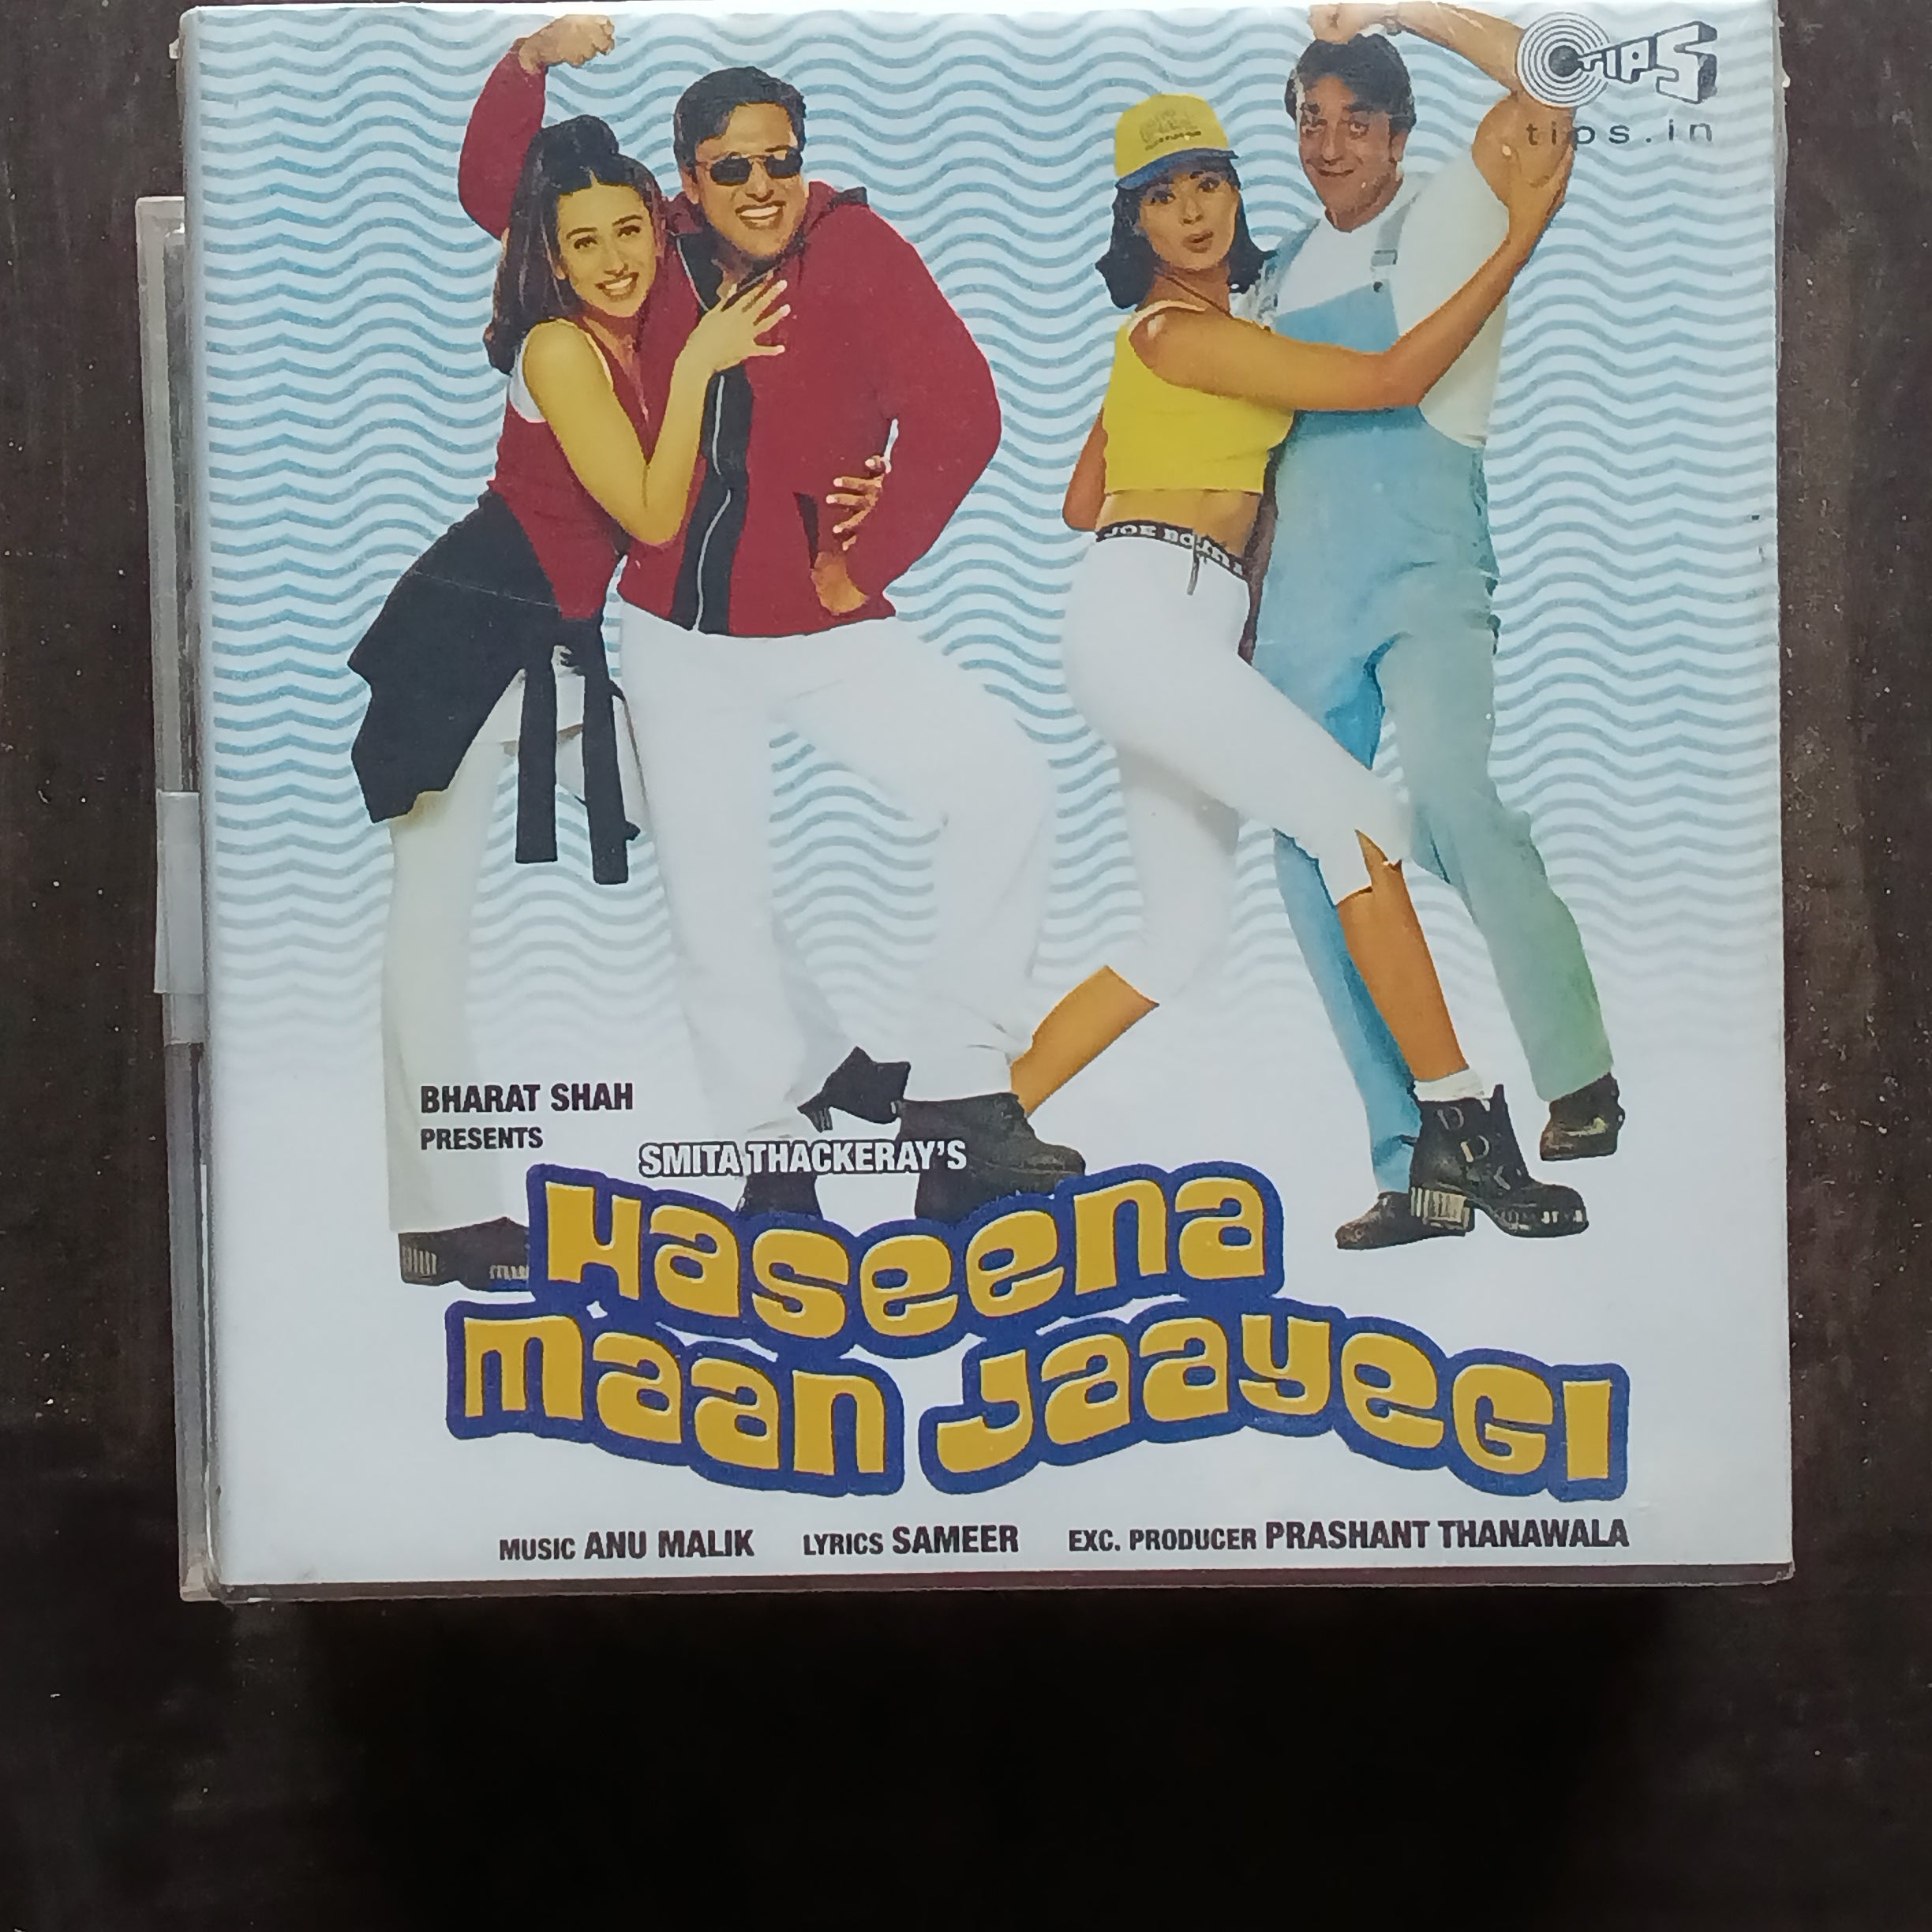 TIPS
tips.in
BHARAT SHAH
PRESENTS
SMITA THACKERAY'S
Haseena
maan Jaayegi
MUSIC ANU MALIK LYRICS SAMEER EXC. PRODUCER PRASHANT THANAWALA